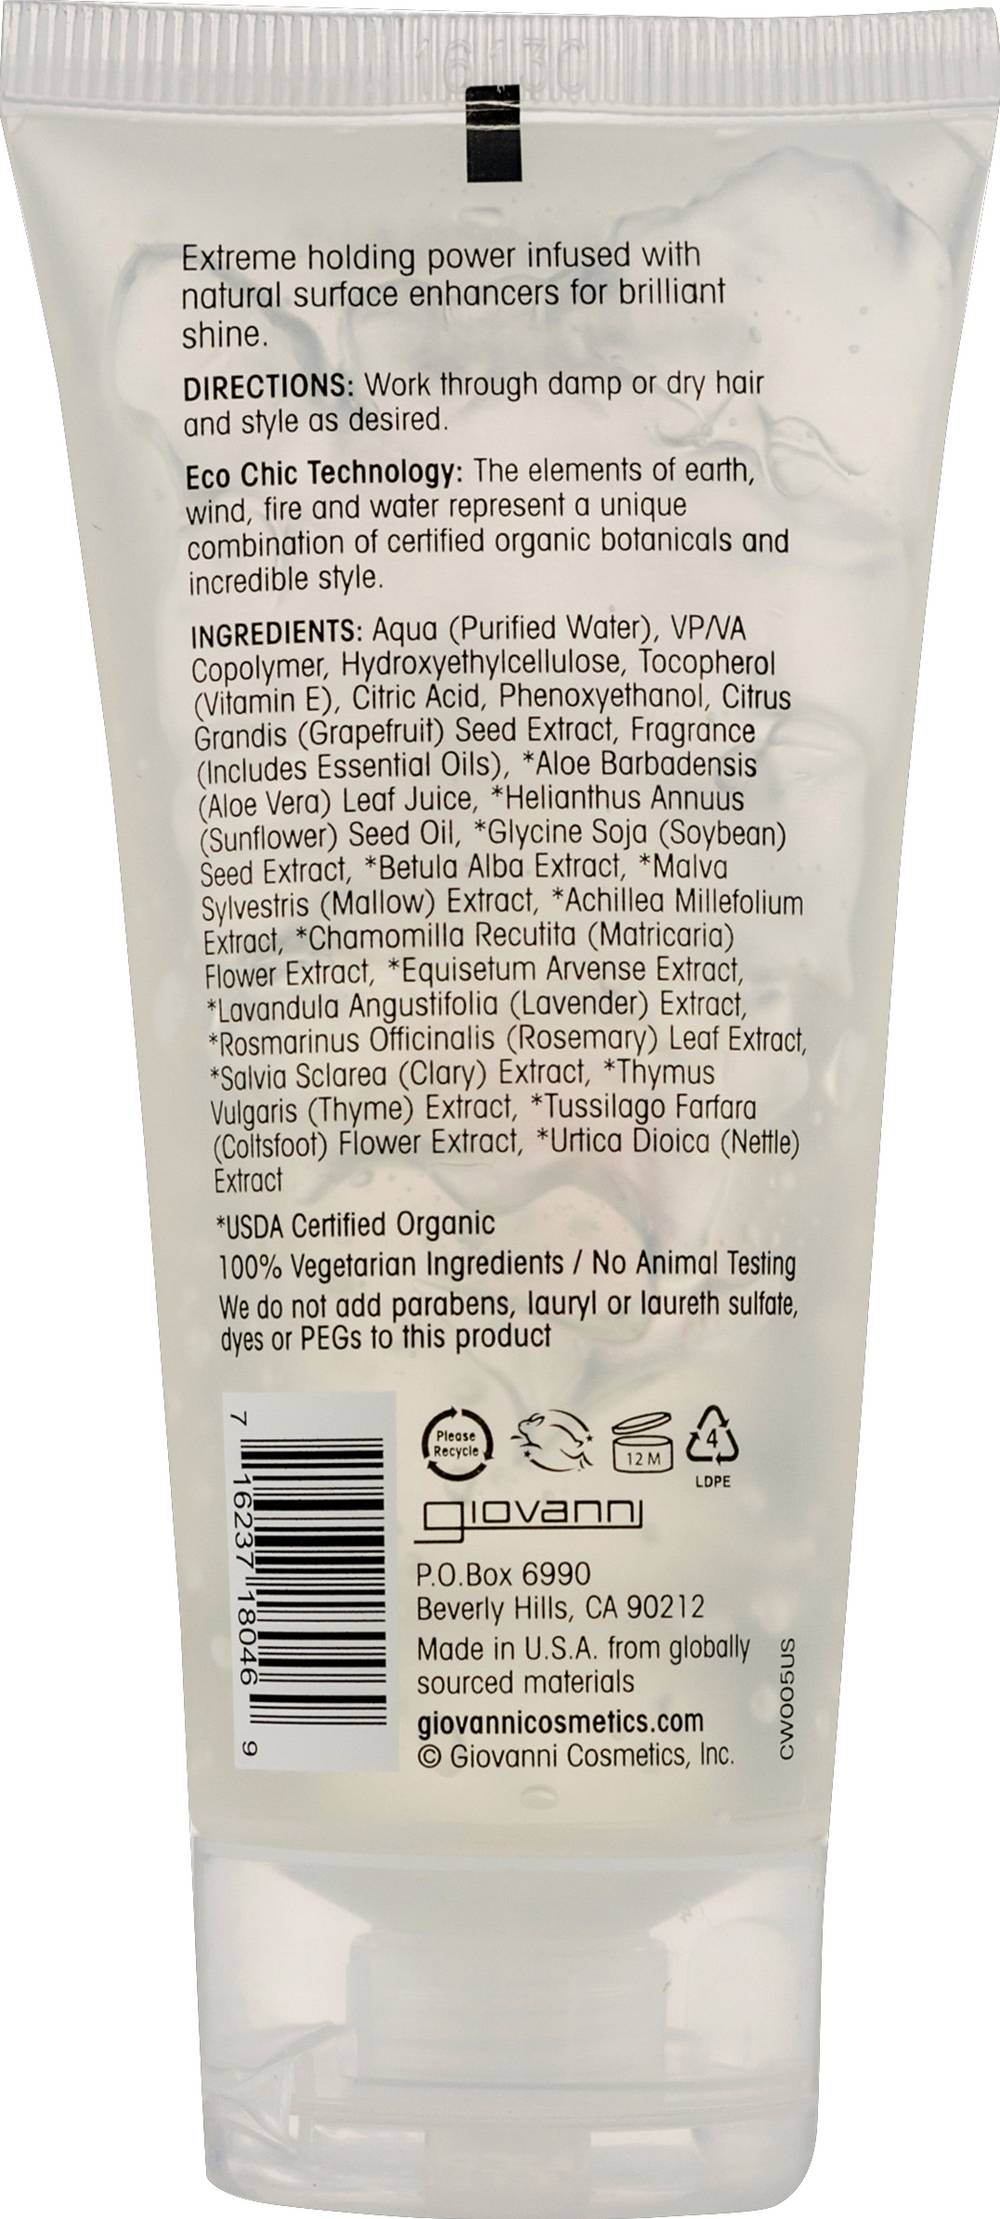 1613C
Extreme holding power infused with
natural surface enhancers for brilliant
shine.
DIRECTIONS: Work through damp or dry hair
and style as desired.
Eco Chic Technology: The elements of earth,
wind, fire and water represent a unique
combination of certified organic botanicals and
incredible style.
INGREDIENTS: Aqua (Purified Water), VP/VA
Copolymer, Hydroxyethylcellulose, Tocopherol
(Vitamin E), Citric Acid, Phenoxyethanol, Citrus
Grandis (Grapefruit) Seed Extract, Fragrance
(Includes Essential Oils), *Aloe Barbadensis
(Aloe Vera) Leaf Juice, *Helianthus Annuus
(Sunflower) Seed Oil, *Glycine Soja (Soybean)
Seed Extract, *Betula Alba Extract, *Malva
Sylvestris (Mallow) Extract, *Achillea Millefolium
Extract, *Chamomilla Recutita (Matricaria)
Flower Extract, *Equisetum Arvense Extract,
*Lavandula Angustifolia (Lavender) Extract,
*Rosmarinus Officinalis (Rosemary) Leaf Extract,
*Salvia Sclarea (Clary) Extract, *Thymus
Vulgaris (Thyme) Extract, *Tussilago Farfara
(Coltsfoot) Flower Extract, *Urtica Dioica (Nettle)
Extract
*USDA Certified Organic
100% Vegetarian Ingredients / No Animal Testing
We do not add parabens, lauryl or laureth sulfate,
dyes or PEGs to this product
7 16237 18046 9
Please
Recycle
12 M
4
LDPE
giovanni
P.O.Box 6990
Beverly Hills, CA 90212
Made in U.S.A. from globally
sourced materials
giovannicosmetics.com
© Giovanni Cosmetics, Inc.
CW005US